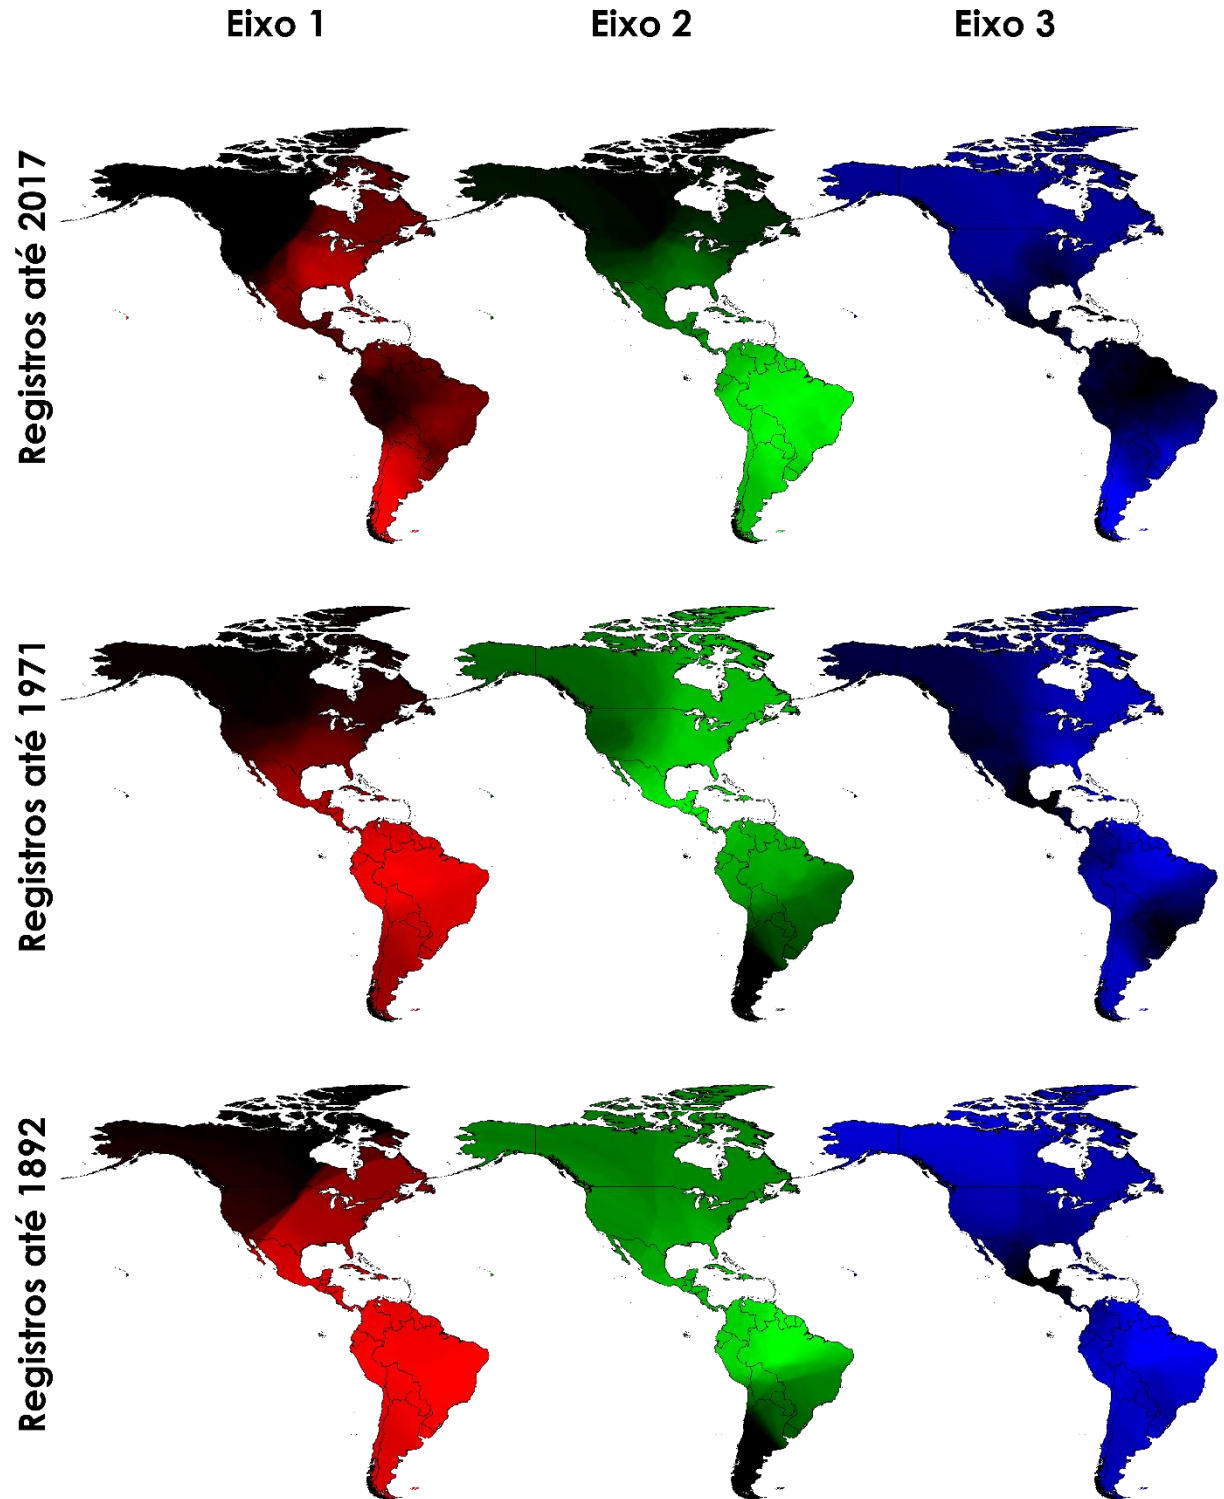 Eixo 1
Eixo 2
Eixo 3
Registros até 2017
Registros até 1971
Registros até 1892